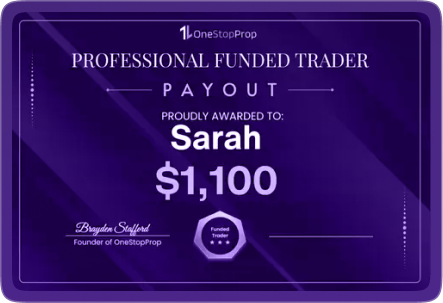 OneStopProp
PROFESSIONAL FUNDED TRADER
PAYOUT
PROUDLY AWARDED TO:
Sarah
$1,100
Brayden Stafford
Founder of OneStopProp
Funded
Trader